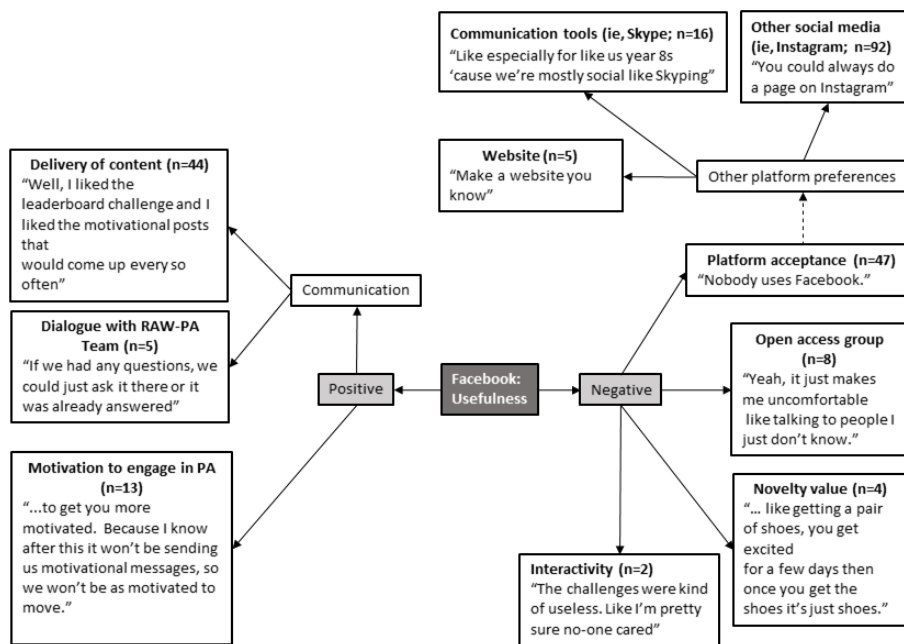 Communication tools (ie, Skype; n=16)
“Like especially for like us year 8s
‘cause we’re mostly social like Skyping”
Other social media
(ie, Instagram; n=92)
“You could always do
a page on Instagram”
Website (n=5)
“Make a website you
know”
Other platform preferences
Delivery of content (n=44)
“Well, I liked the
leaderboard challenge and I
liked the motivational posts
that
would come up every so
often”
Communication
Platform acceptance (n=47)
“Nobody uses Facebook.”
Dialogue with RAW-PA
Team (n=5)
“If we had any questions, we
could just ask it there or it
was already answered”
Positive
Facebook:
Usefulness
Negative
Open access group
(n=8)
“Yeah, it just makes
me uncomfortable
like talking to people I
just don’t know.”
Motivation to engage in PA
(n=13)
“...to get you more
motivated. Because I know
after this it won’t be sending
us motivational messages, so
we won’t be as motivated to
move.”
Novelty value (n=4)
“… like getting a pair
of shoes, you get
excited
for a few days then
once you get the
shoes it’s just shoes.”
Interactivity (n=2)
“The challenges were kind
of useless. Like I’m pretty
sure no-one cared”